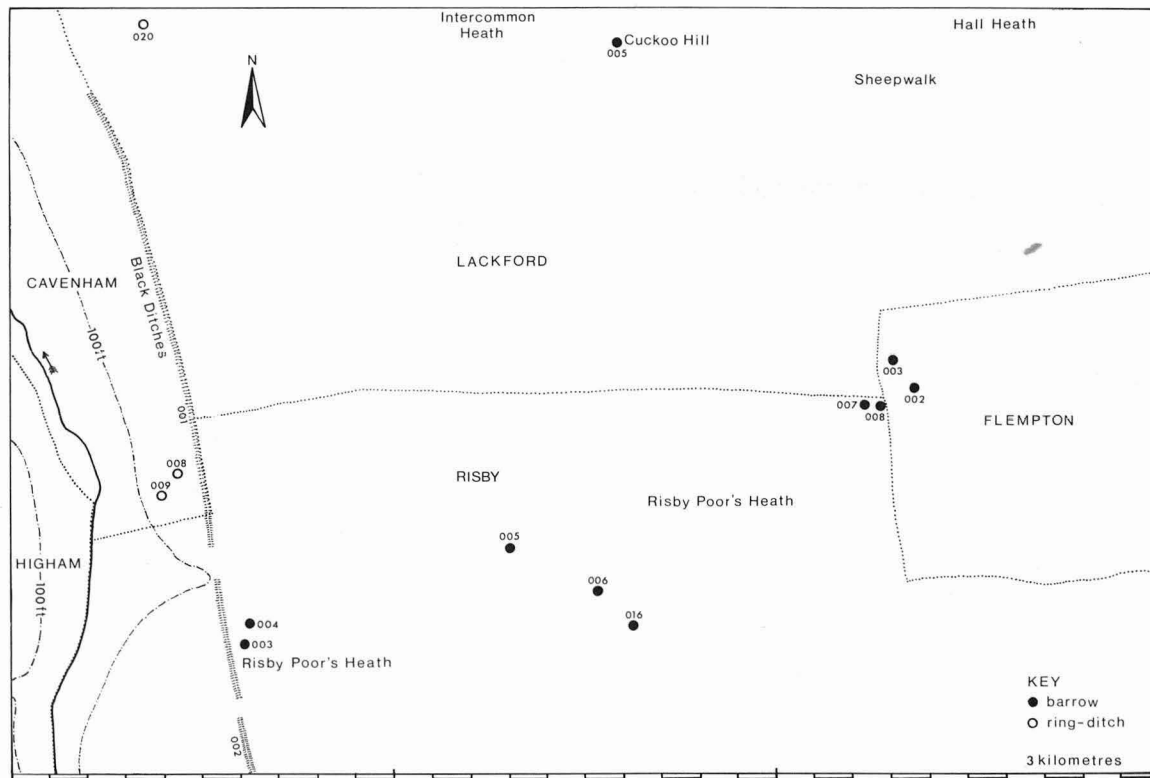 Intercommon
Heath
Hall Heath
020
Cuckoo Hill
005
N
Sheepwalk
Black Ditches
LACKFORD
CAVENHAM
100ft
003
002
007
008
FLEMPTON
001
008
009
RISBY
Risby Poor's Heath
005
HIGHAM
100ft
006
016
004
003
Risby Poor's Heath
002
KEY
barrow
ring-ditch
3 kilometres